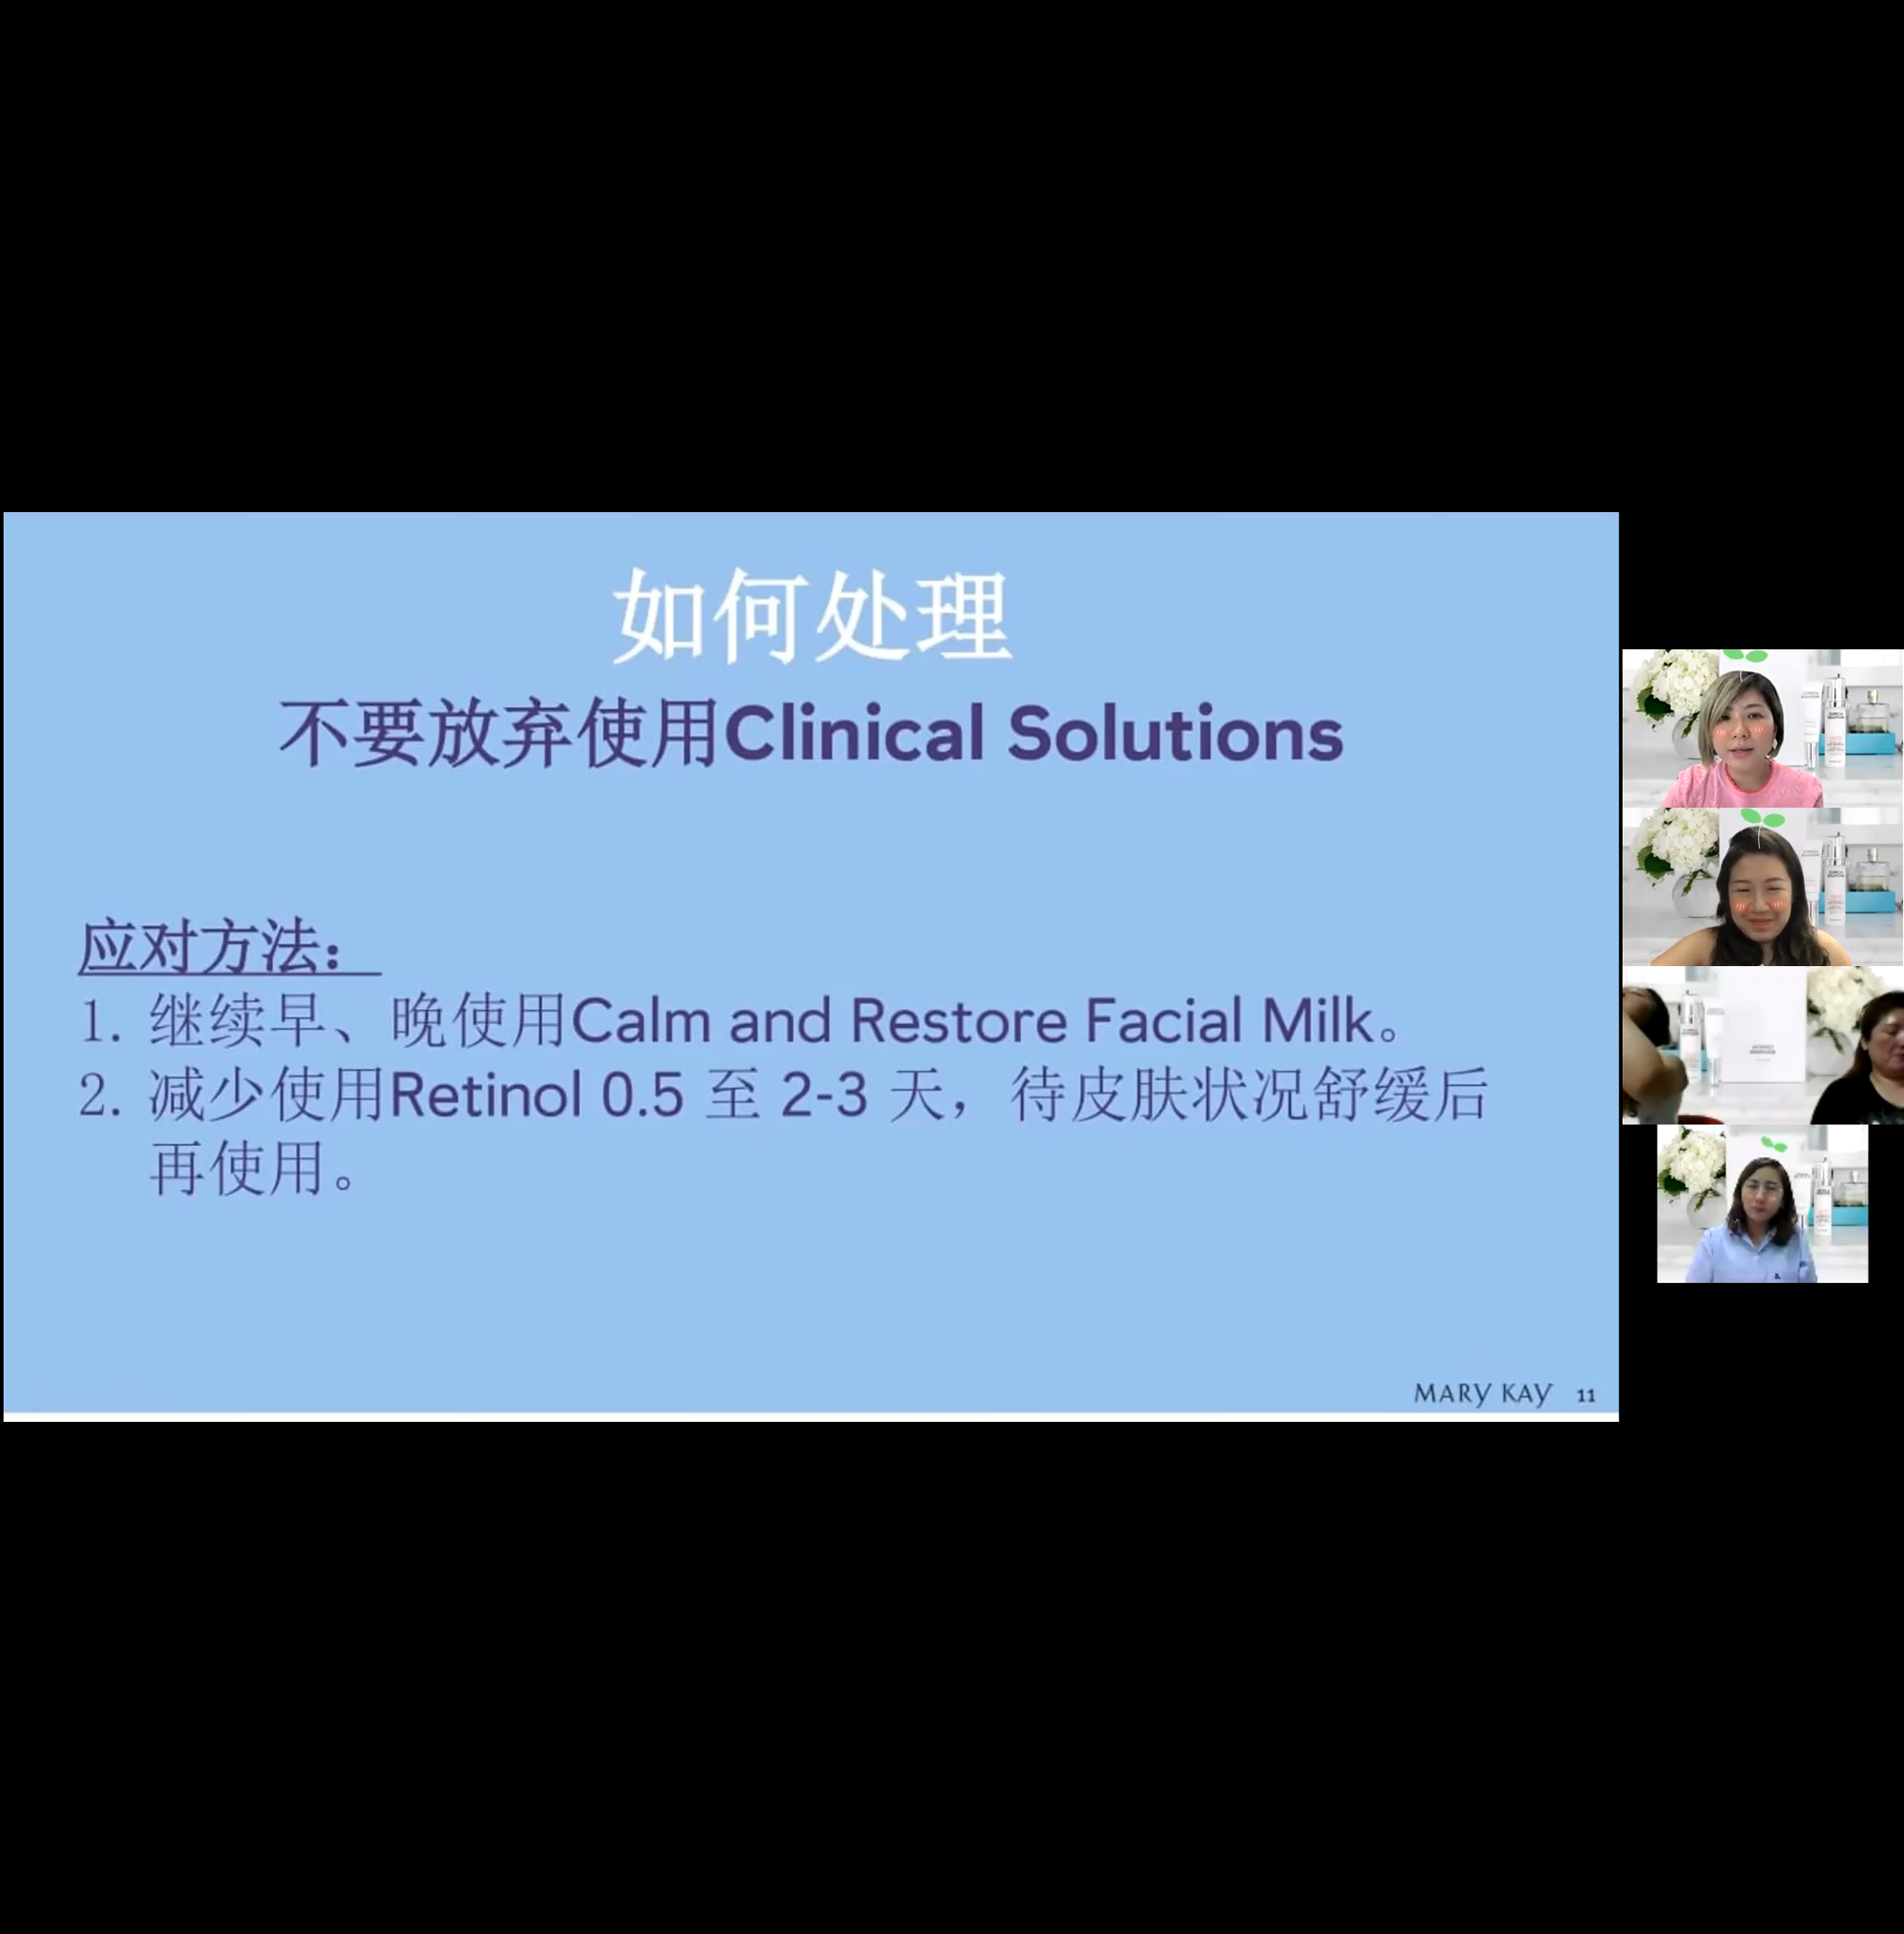 如何处理
不要放弃使用Clinical Solutions
应对方法：
1. 继续早、晚使用Calm and Restore Facial Milk。
2. 减少使用Retinol 0.5 至 2-3 天，待皮肤状况舒缓后
再使用。
MARY KAY 11